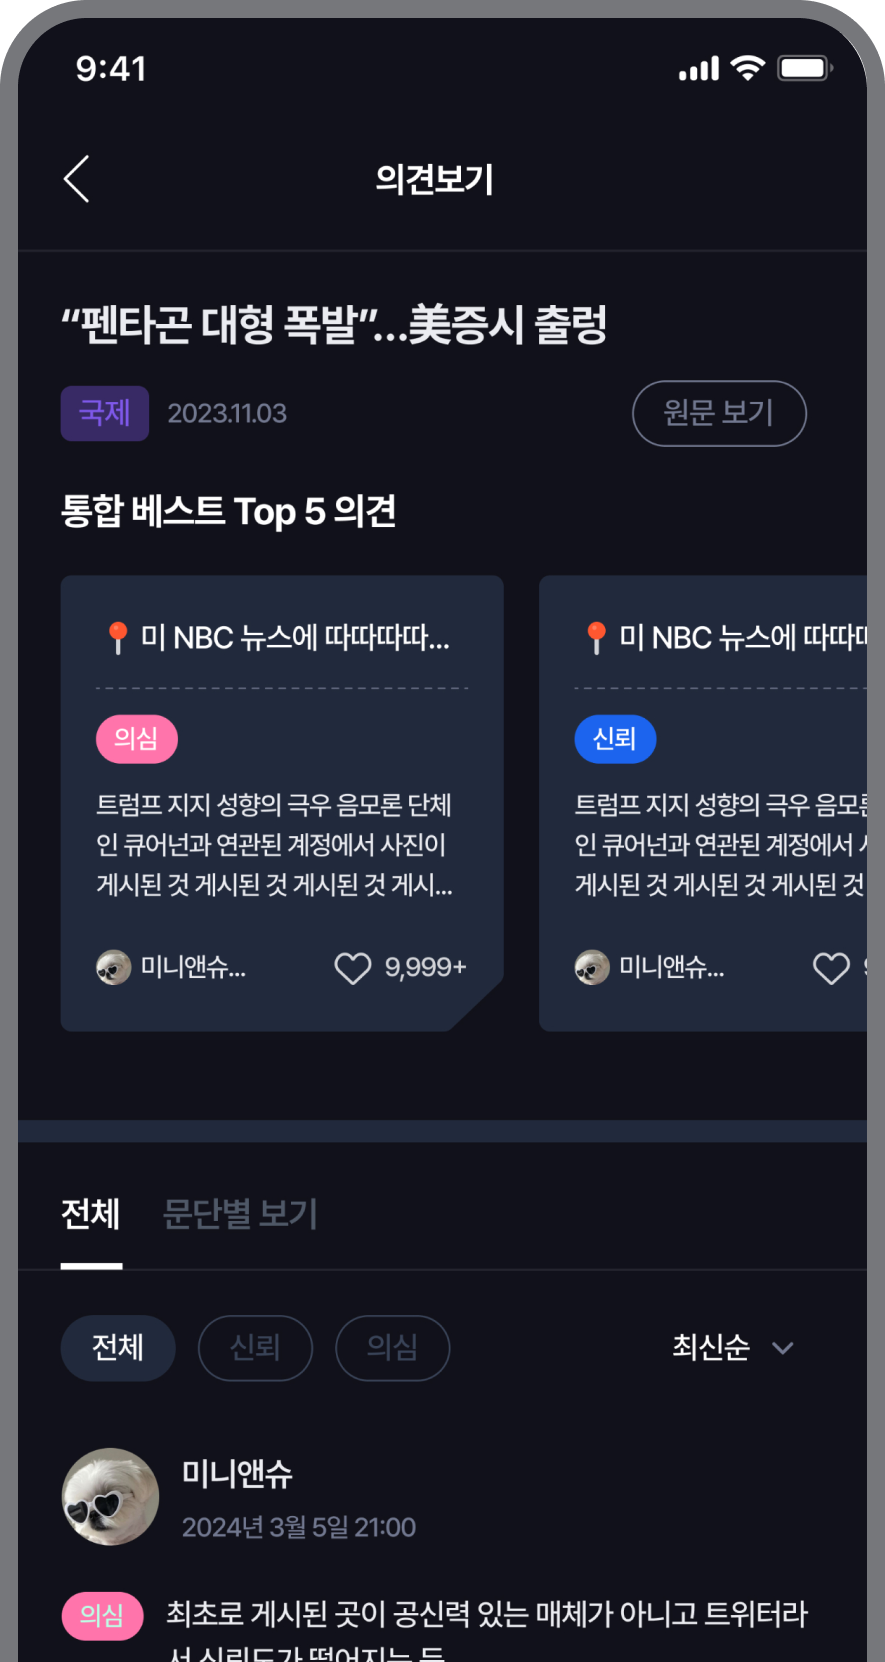 9:41
의견보기
“펜타곤 대형 폭발”...美증시 출렁
국제 2023.11.03 원문 보기
통합 베스트 Top 5 의견
미 NBC 뉴스에 따따따따...
의심
트럼프 지지 성향의 극우 음모론 단체
인 큐어넌과 연관된 계정에서 사진이
게시된 것 게시된 것 게시된 것 게시...
미니앤슈... 9,999+
미 NBC 뉴스에 따따
신뢰
트럼프 지지 성향의 극우 음모론
인 큐어넌과 연관된 계정에서
게시된 것 게시된 것 게시된 것
미니앤슈...
전체 문단별 보기
전체 신뢰 의심 최신순
미니앤슈
2024년 3월 5일 21:00
의심 최초로 게시된 곳이 공신력 있는 매체가 아니고 트위터라
서 신뢰도가 떨어지는 듯